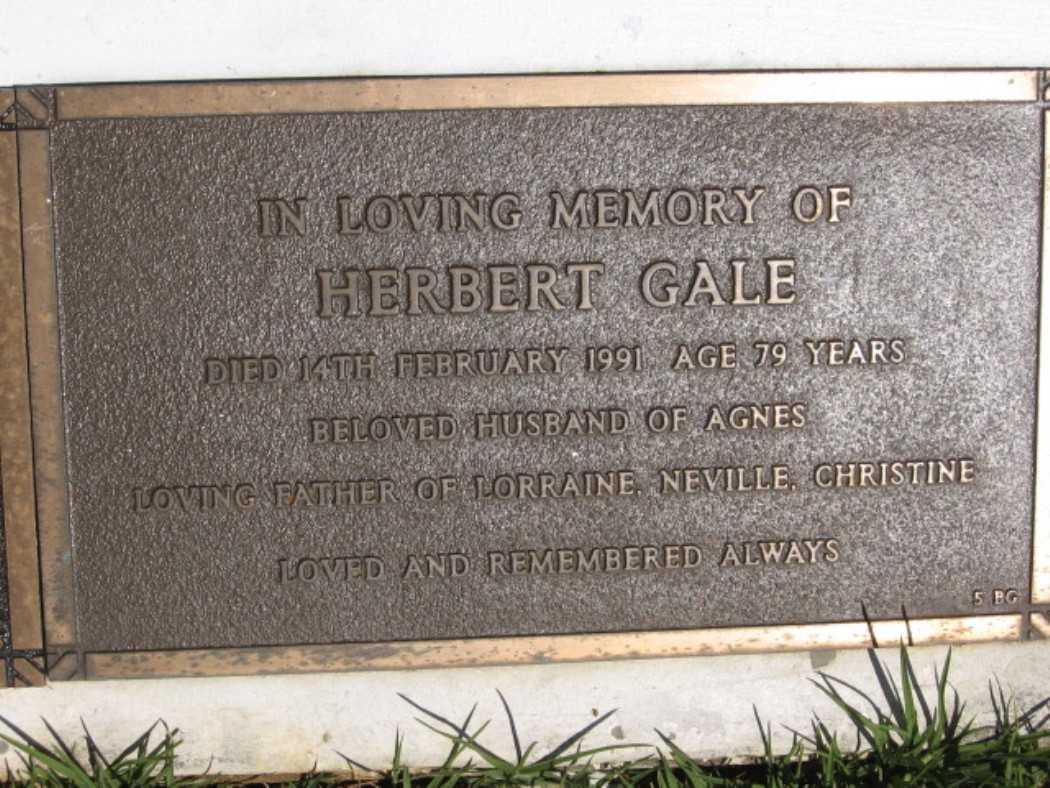 IN LOVING MEMORY OF
HERBERT GALE
DIED 14TH FEBRUARY 1991 AGE 79 YEARS
BELOVED HUSBAND OF AGNES
LOVING FATHER OF LORRAINE, NEVILLE, CHRISTINE
LOVED AND REMEMBERED ALWAYS
5 BG